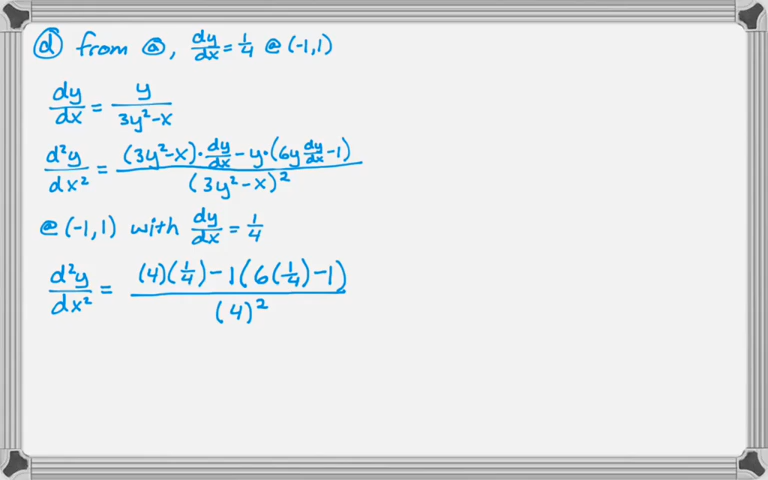 (d) from (a), dy/dx = 1/4 @ (-1,1)
dy/dx = y/(3y²-x)
d²y/dx² = ((3y²-x)·dy/dx - y·(6y dy/dx -1))/(3y²-x)²
@ (-1,1) with dy/dx = 1/4
d²y/dx² = ((4)(1/4) - 1(6(1/4) -1))/(4)²